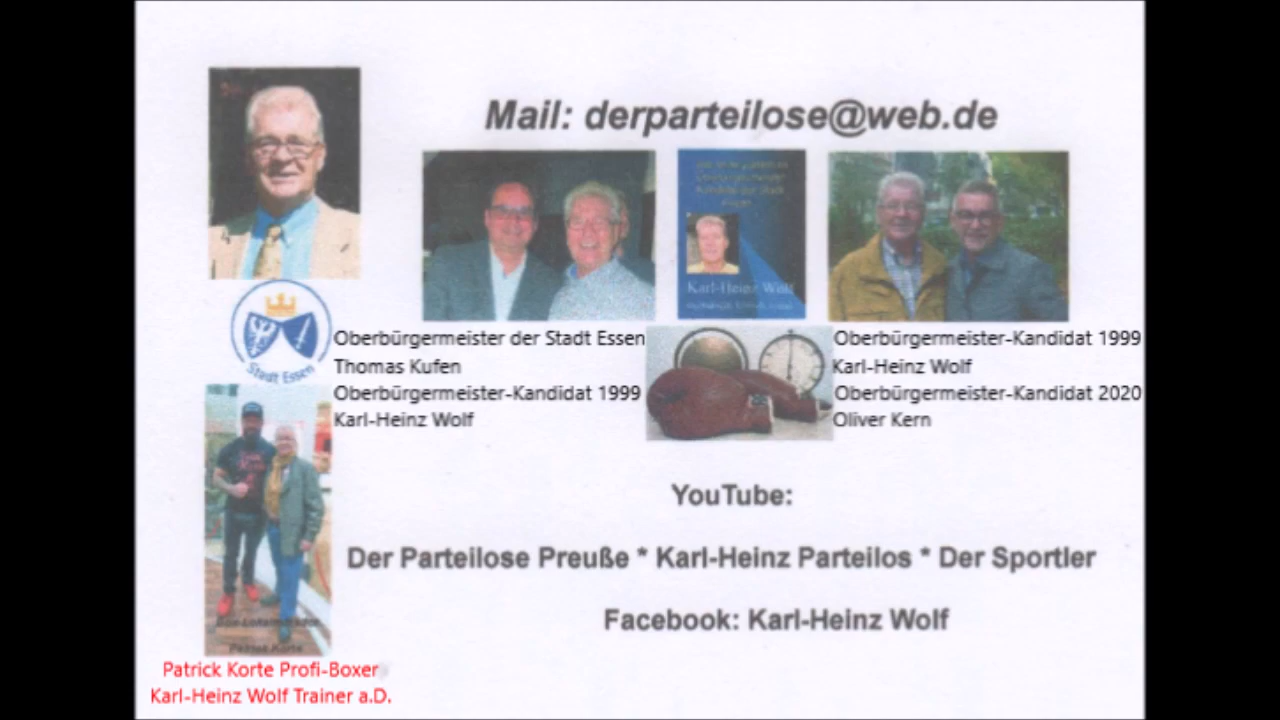 Mail: derparteilose@web.de
Karl-Heinz Wolf
Stadt Essen
Oberbürgermeister der Stadt Essen
Thomas Kufen
Oberbürgermeister-Kandidat 1999
Karl-Heinz Wolf
Oberbürgermeister-Kandidat 1999
Karl-Heinz Wolf
Oberbürgermeister-Kandidat 2020
Oliver Kern
YouTube:
Der Parteilose Preuße * Karl-Heinz Parteilos * Der Sportler
Facebook: Karl-Heinz Wolf
Patrick Korte
Patrick Korte Profi-Boxer
Karl-Heinz Wolf Trainer a.D.